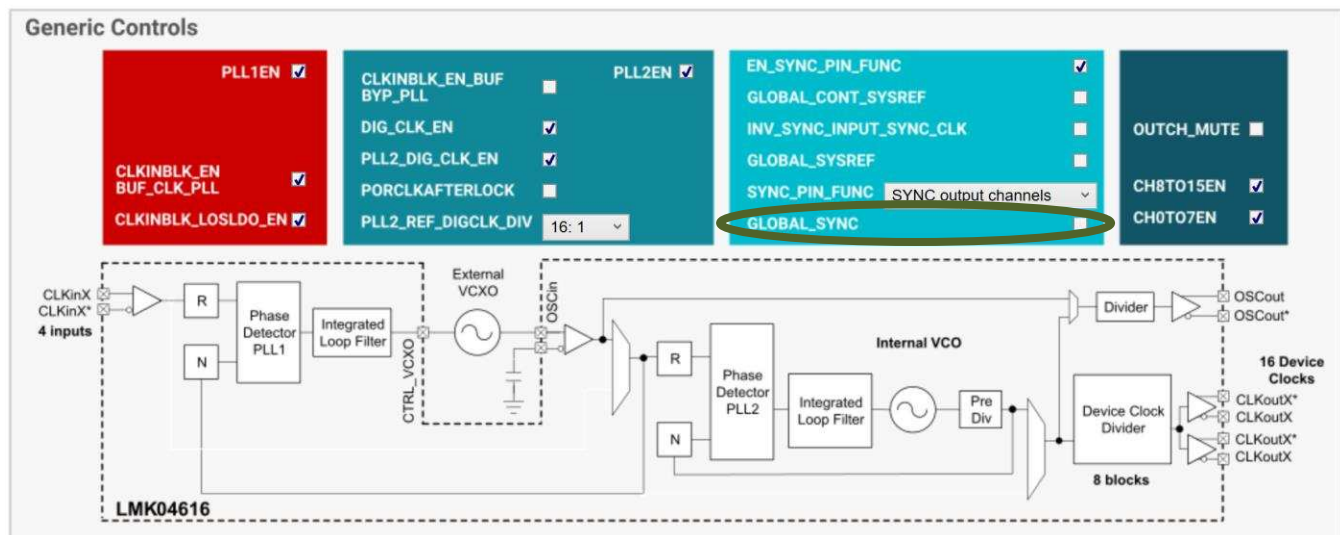 Generic Controls
PLL1EN
CLKINBLK_EN
BUF_CLK_PLL
CLKINBLK_LOSLDO_EN
CLKINBLK_EN_BUF
BYP_PLL
PLL2EN
DIG_CLK_EN
PLL2_DIG_CLK_EN
PORCLKAFTERLOCK
PLL2_REF_DIGCLK_DIV 16: 1
EN_SYNC_PIN_FUNC
GLOBAL_CONT_SYSREF
INV_SYNC_INPUT_SYNC_CLK
GLOBAL_SYSREF
SYNC_PIN_FUNC SYNC output channels
GLOBAL_SYNC
OUTCH_MUTE
CH8TO15EN
CH0TO7EN
CLKinX
CLKinX*
4 inputs
R
N
Phase
Detector
PLL1
Integrated
Loop Filter
CTRL_VCXO
External
VCXO
OSCin
R
N
Phase
Detector
PLL2
Integrated
Loop Filter
Internal VCO
Pre
Div
Divider
OSCout
OSCout*
Device Clock
Divider
8 blocks
16 Device
Clocks
CLKoutX*
CLKoutX
CLKoutX*
CLKoutX
LMK04616